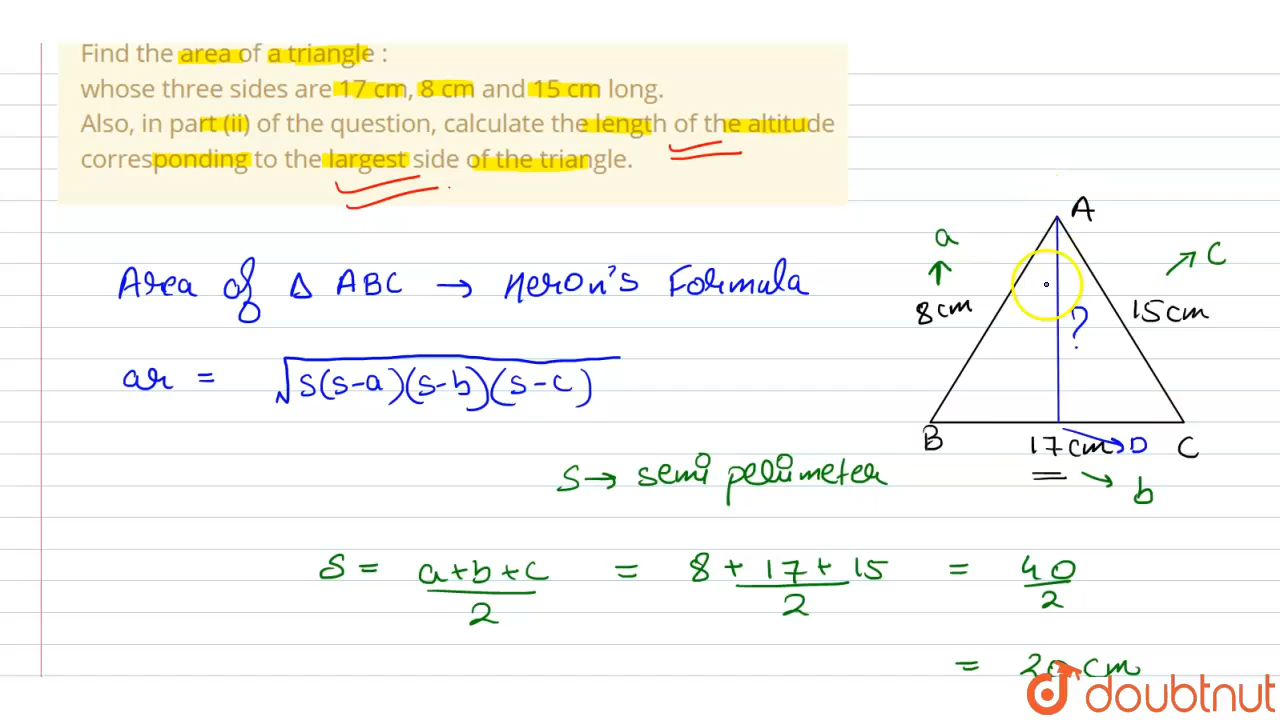 Find the area of a triangle :
whose three sides are 17 cm, 8 cm and 15 cm long.
Also, in part (ii) of the question, calculate the length of the altitude
corresponding to the largest side of the triangle.
A
a
C
8cm
15cm
?
B
17cm
D
C
b
Area of Δ ABC → Heron's Formula
ar = √s(s-a)(s-b)(s-c)
S→ semi perimeter
S = a+b+c/2 = 8+17+15/2 = 40/2
= 20 cm
doubtnut